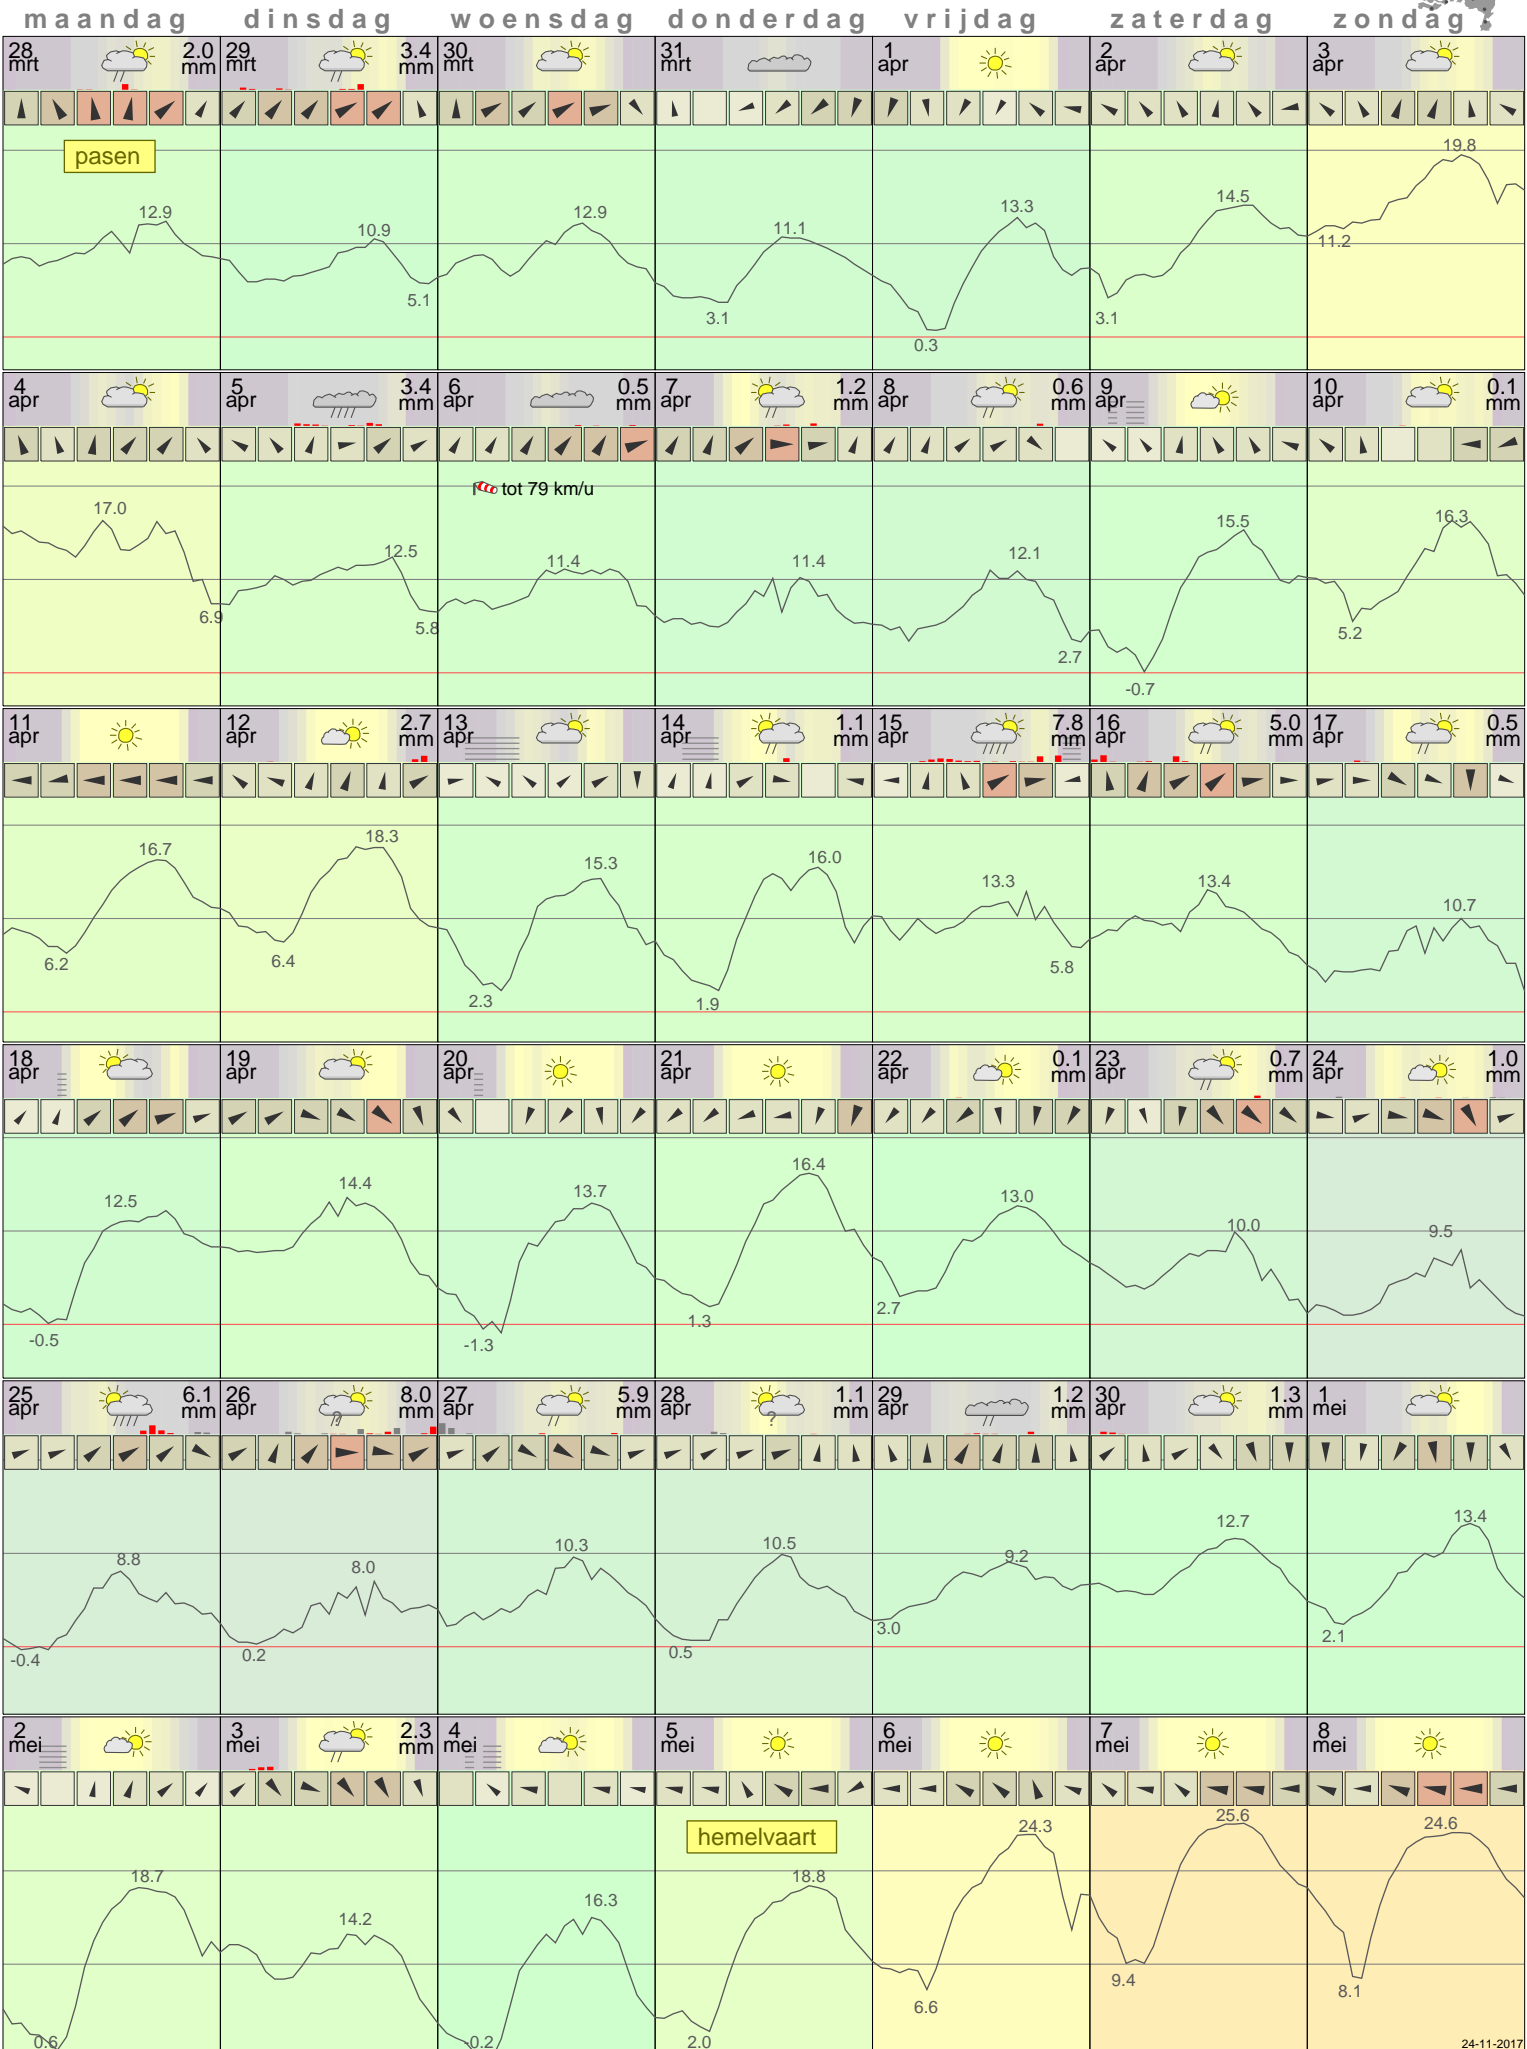 maandag dinsdag woensdag donderdag vrijdag zaterdag zondag
28 mrt 2.0 mm 29 mrt 3.4 mm 30 mrt 31 mrt 1 apr 2 apr 3 apr
pasen
19.8
12.9 10.9 12.9 11.1 13.3 14.5
11.2
5.1 3.1 0.3 3.1
4 apr 5 apr 3.4 mm 6 apr 0.5 mm 7 apr 1.2 mm 8 apr 0.6 mm 9 apr 10 apr 0.1 mm
tot 79 km/u
17.0 12.5 11.4 11.4 12.1 15.5 16.3
6.9 5.8 2.7 -0.7 5.2
11 apr 12 apr 2.7 mm 13 apr 14 apr 1.1 mm 15 apr 7.8 mm 16 apr 5.0 mm 17 apr 0.5 mm
16.7 18.3 15.3 16.0 13.3 13.4 10.7
6.2 6.4 2.3 1.9 5.8
18 apr 19 apr 20 apr 21 apr 22 apr 0.1 mm 23 apr 0.7 mm 24 apr 1.0 mm
12.5 14.4 13.7 16.4 13.0 10.0 9.5
-0.5 -1.3 1.3 2.7
25 apr 6.1 mm 26 apr ? 8.0 mm 27 apr 5.9 mm 28 apr ? 1.1 mm 29 apr 1.2 mm 30 apr 1.3 mm 1 mei
8.8 8.0 10.3 10.5 9.2 12.7 13.4
-0.4 0.2 0.5 3.0 2.1
2 mei 3 mei 2.3 mm 4 mei 5 mei 6 mei 7 mei 8 mei
hemelvaart
18.7 14.2 16.3 18.8 24.3 25.6 24.6
0.6 -0.2 2.0 6.6 9.4 8.1
24-11-2017